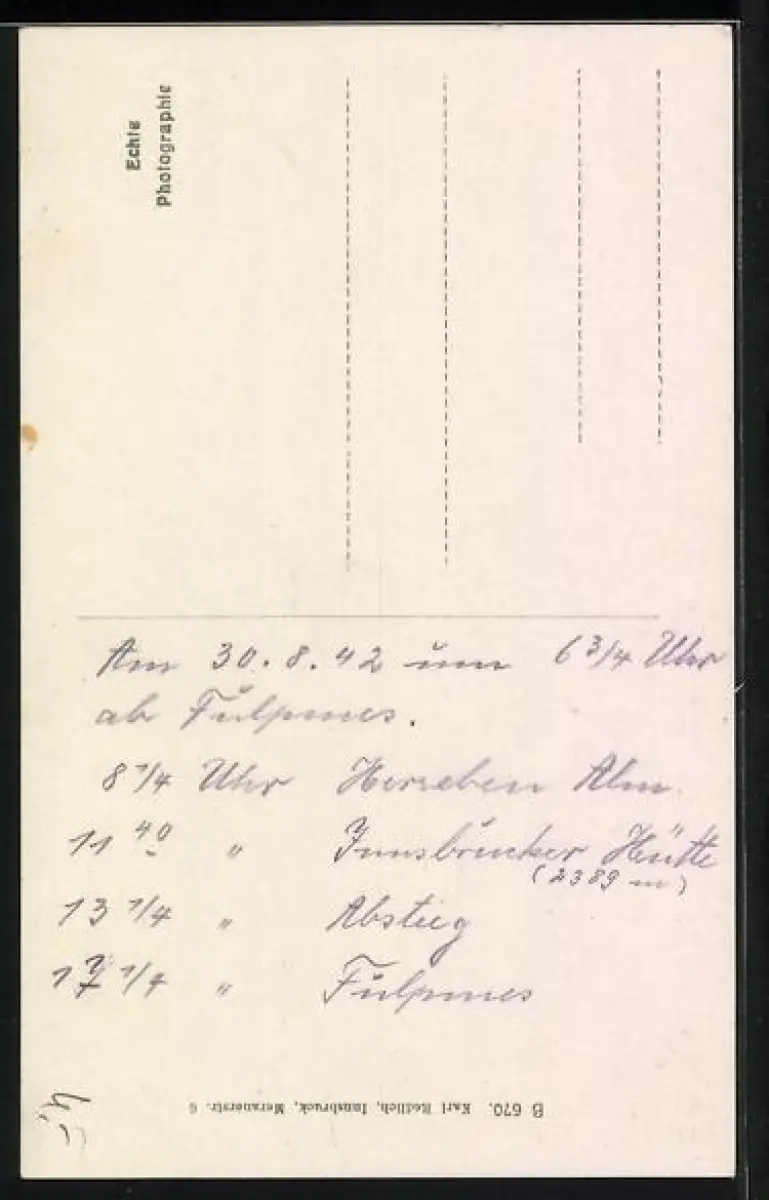 Echte
Photographie
Am 30.8.42 um 6 3/4 Uhr
ab Fulpmes.
8 1/4 Uhr Herzeben Alm.
11 40 " Innsbrucker Hütte
(2389 m)
13 1/4 " Abstieg
17 1/4 " Fulpmes
B 670. Karl Redlich, Innsbruck, Meranerstr. 6